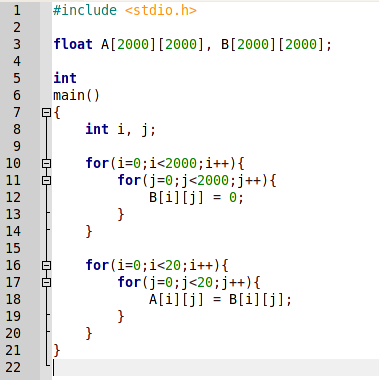 1 #include <stdio.h>
2
3 float A[2000][2000], B[2000][2000];
4
5 int
6 main()
7 {
8     int i, j;
9
10     for(i=0;i<2000;i++){
11         for(j=0;j<2000;j++){
12             B[i][j] = 0;
13         }
14     }
15
16     for(i=0;i<20;i++){
17         for(j=0;j<20;j++){
18             A[i][j] = B[i][j];
19         }
20     }
21 }
22